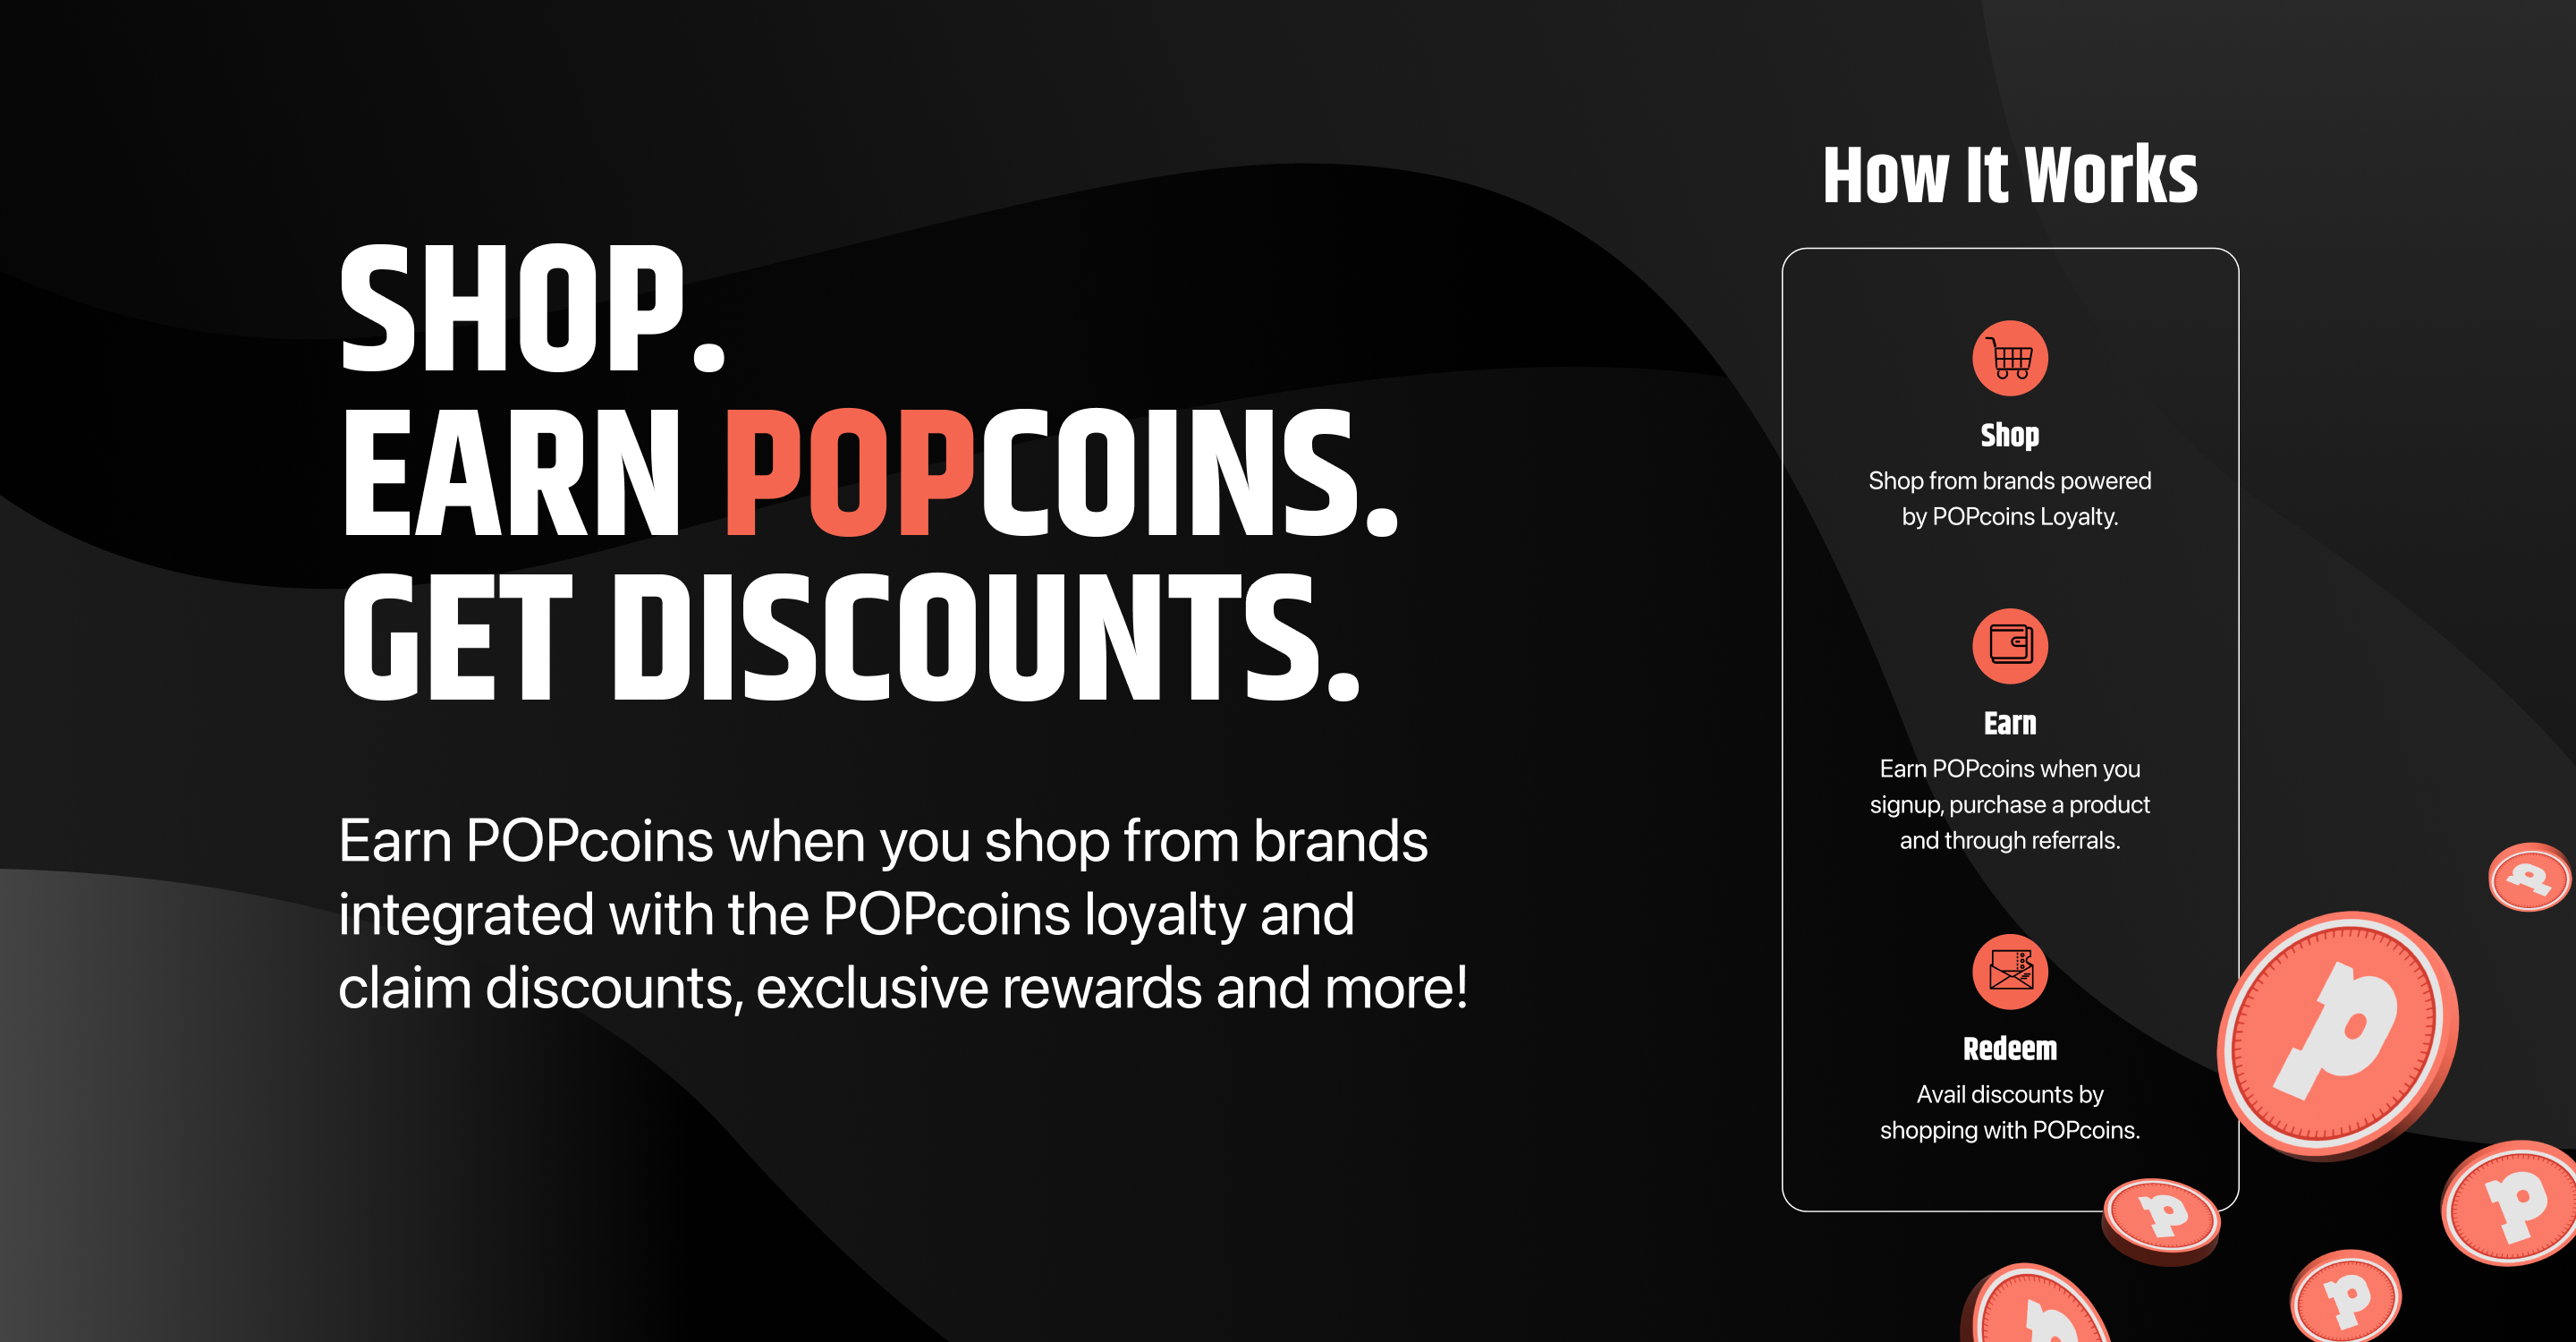 SHOP.
EARN POPCOINS.
GET DISCOUNTS.
Earn POPcoins when you shop from brands
integrated with the POPcoins loyalty and
claim discounts, exclusive rewards and more!
How It Works
Shop
Shop from brands powered
by POPcoins Loyalty.
Earn
Earn POPcoins when you
signup, purchase a product
and through referrals.
Redeem
Avail discounts by
shopping with POPcoins.
p
p
p
p
p
p